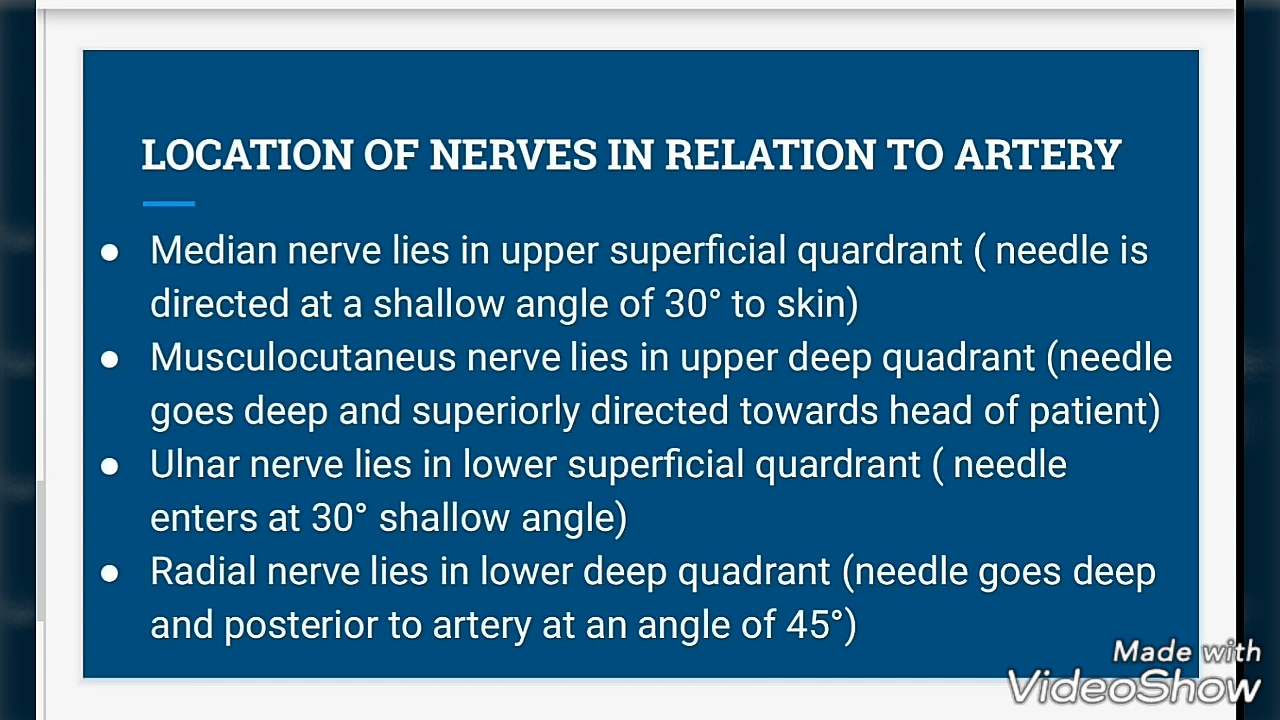 LOCATION OF NERVES IN RELATION TO ARTERY
● Median nerve lies in upper superficial quardrant ( needle is
directed at a shallow angle of 30° to skin)
● Musculocutaneus nerve lies in upper deep quadrant (needle
goes deep and superiorly directed towards head of patient)
● Ulnar nerve lies in lower superficial quardrant ( needle
enters at 30° shallow angle)
● Radial nerve lies in lower deep quadrant (needle goes deep
and posterior to artery at an angle of 45°)
Made with
VideoShow